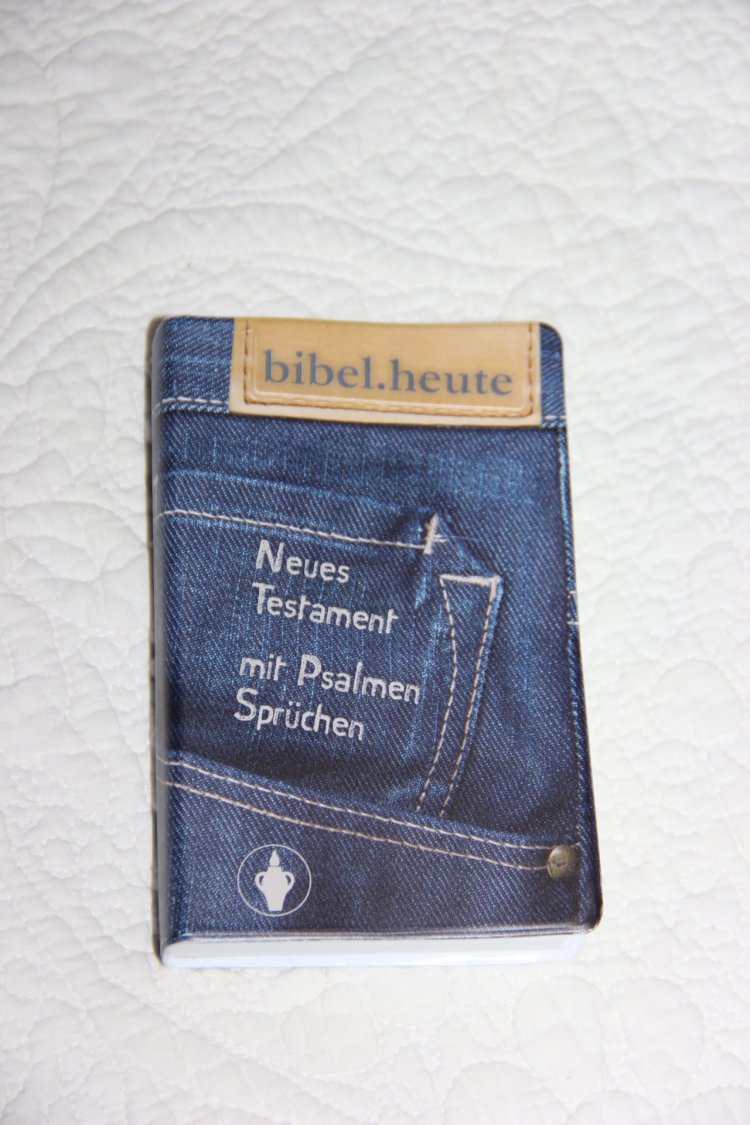 bibel.heute
Neues
Testament
mit Psalmen
Sprüchen